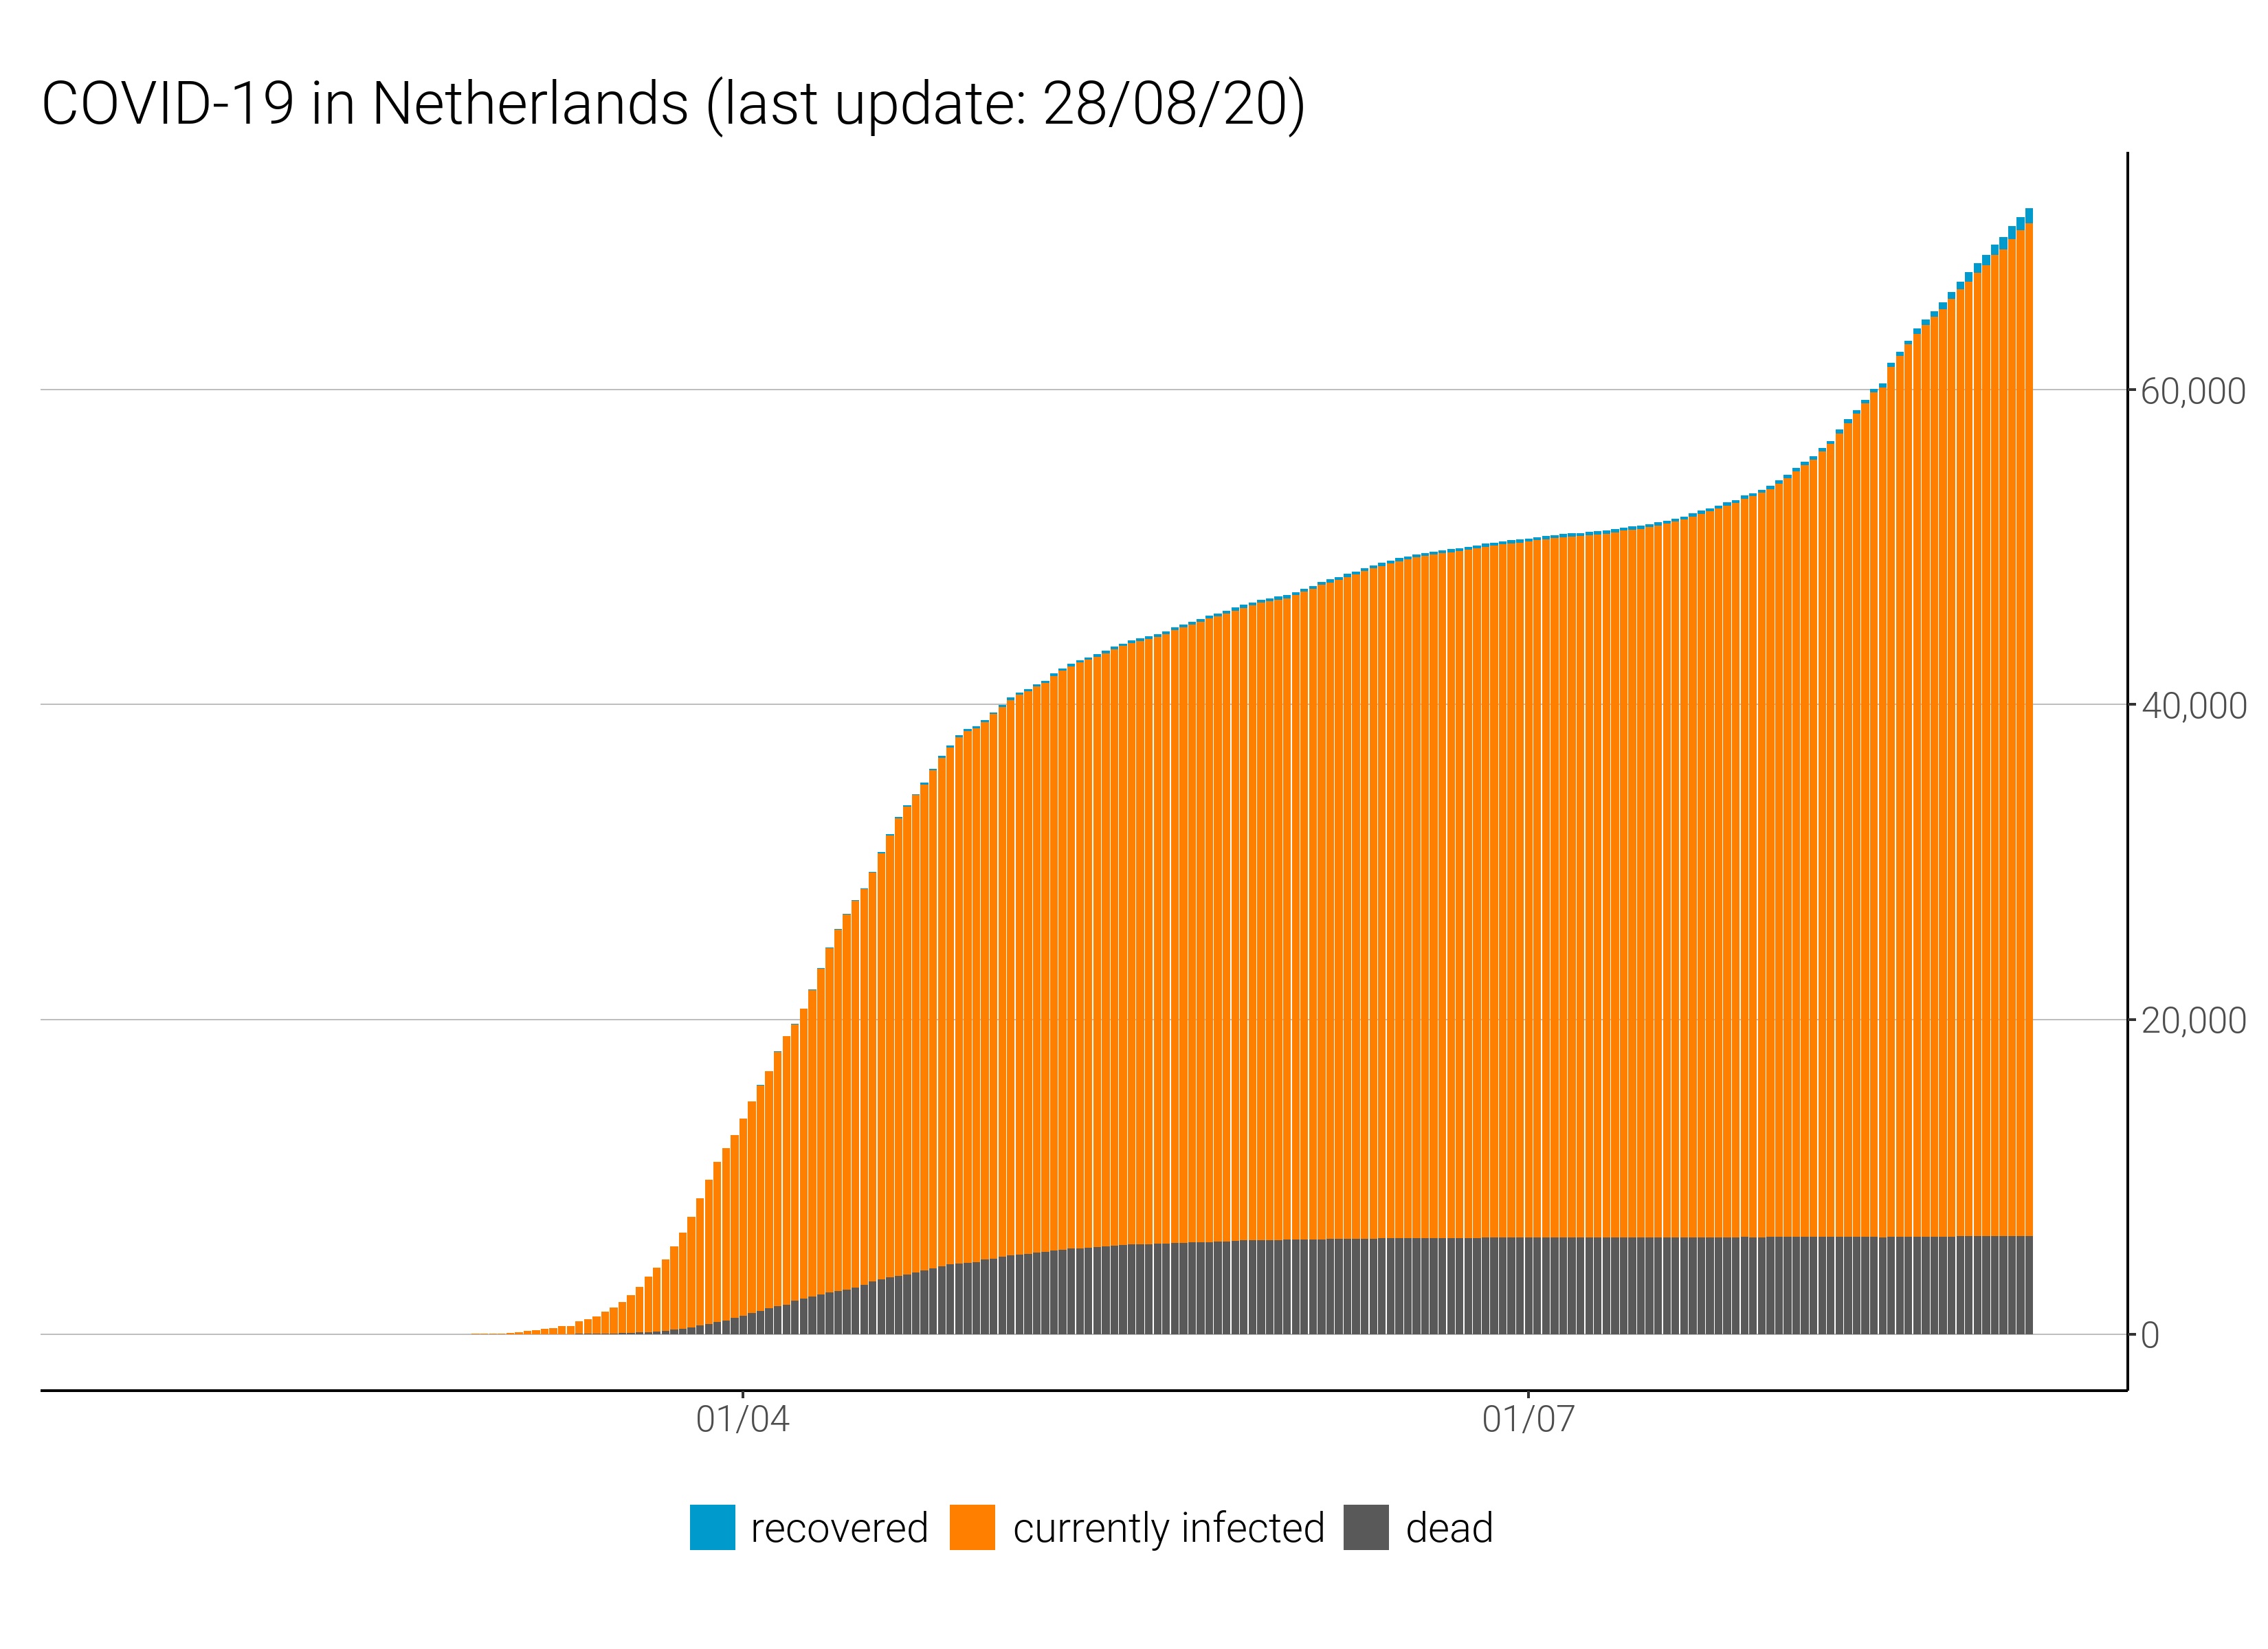 COVID-19 in Netherlands (last update: 28/08/20)
60,000
40,000
20,000
0
01/04 01/07
recovered currently infected dead